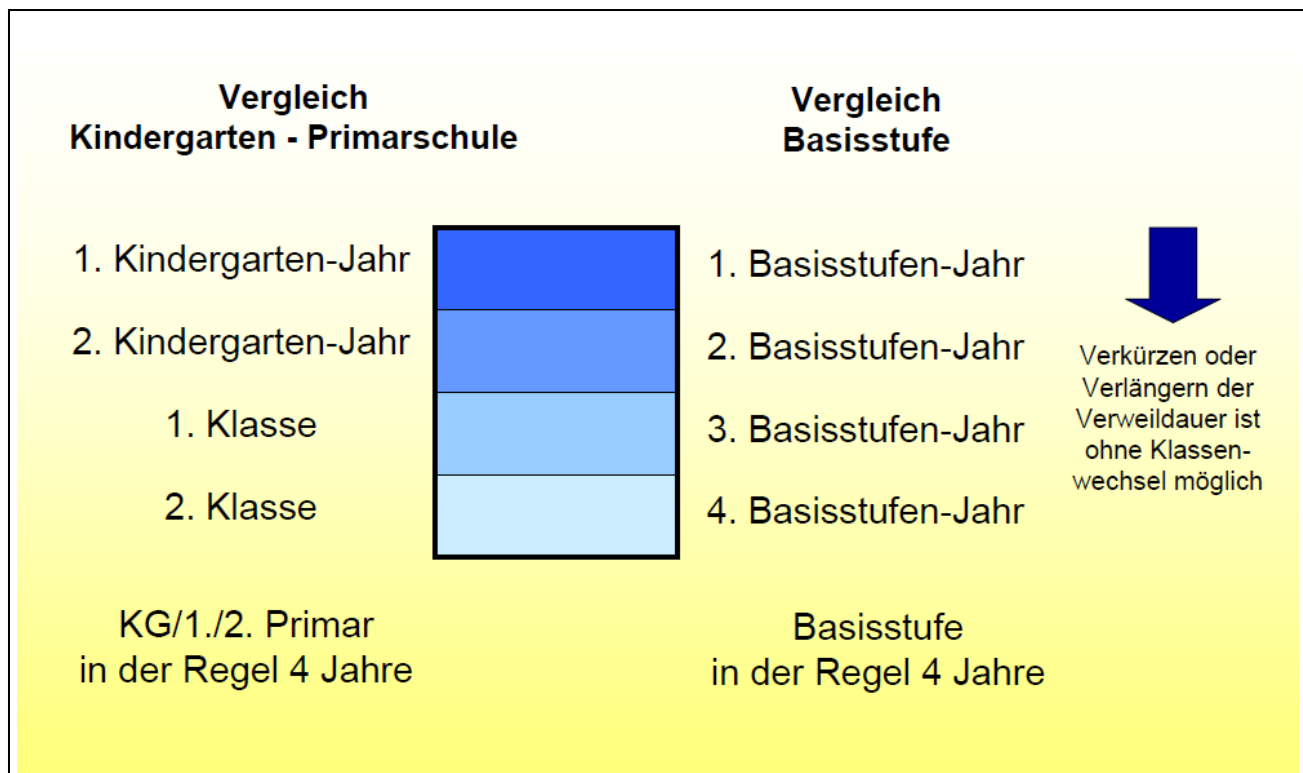 Vergleich
Kindergarten - Primarschule
Vergleich
Basisstufe
1. Kindergarten-Jahr
1. Basisstufen-Jahr
2. Kindergarten-Jahr
2. Basisstufen-Jahr
1. Klasse
3. Basisstufen-Jahr
2. Klasse
4. Basisstufen-Jahr
Verkürzen oder
Verlängern der
Verweildauer ist
ohne Klassen-
wechsel möglich
KG/1./2. Primar
in der Regel 4 Jahre
Basisstufe
in der Regel 4 Jahre